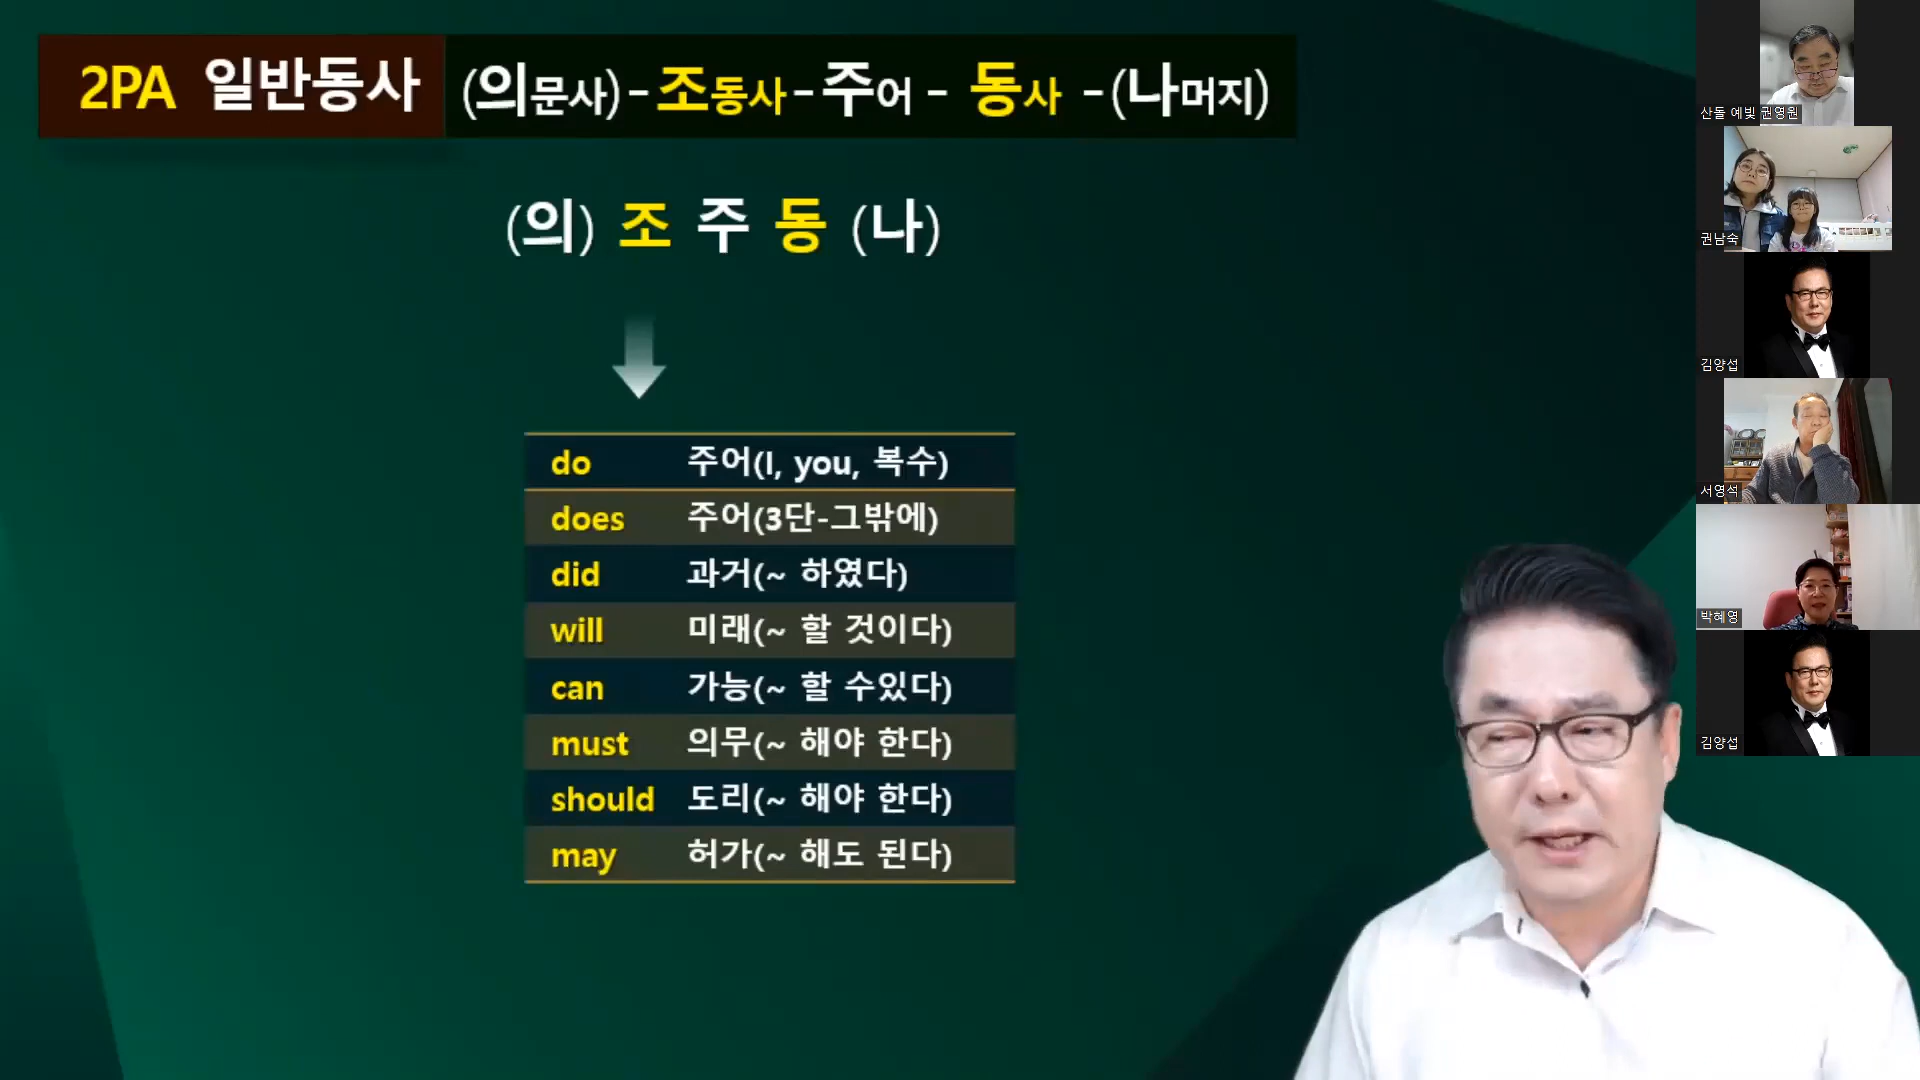 2PA 일반동사 (의문사)-조동사-주어 - 동사 -(나머지)
(의) 조 주 동 (나)
do 주어(I, you, 복수)
does 주어(3단-그밖에)
did 과거(~ 하였다)
will 미래(~ 할 것이다)
can 가능(~ 할 수있다)
must 의무(~ 해야 한다)
should 도리(~ 해야 한다)
may 허가(~ 해도 된다)
산돌 예빛 권영원
권남숙
김양섭
서영석
박혜영
김양섭